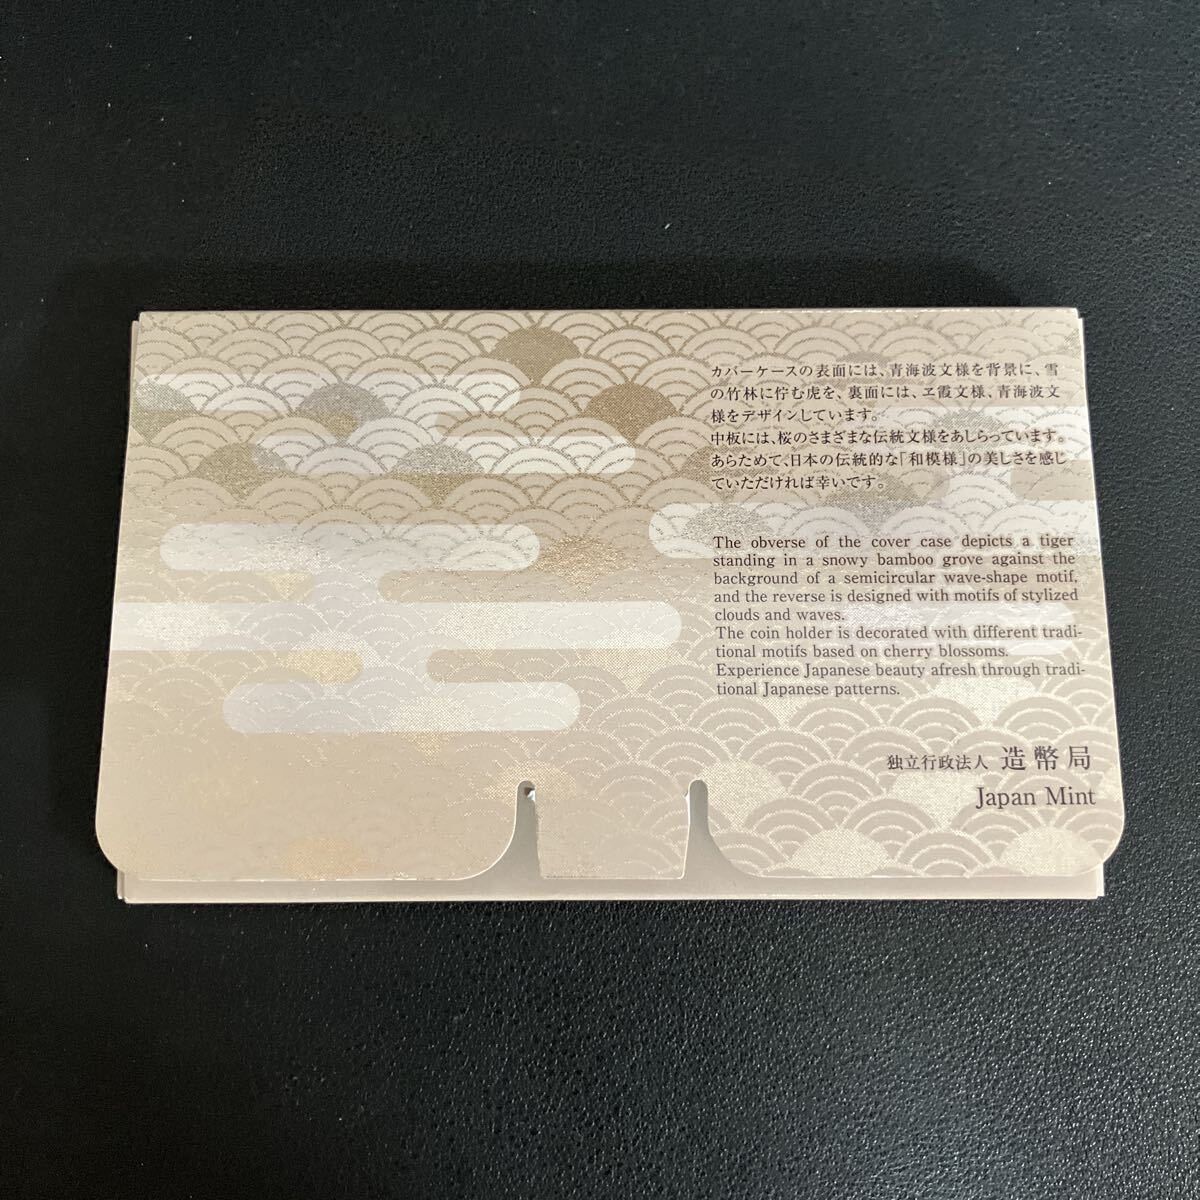 カバーケースの表面には、青海波文様を背景に、雪
の竹林に佇む虎を、裏面には、ヱ霞文様、青海波文
様をデザインしています。
中板には、桜のさまざまな伝統文様をあしらっています。
あらためて、日本の伝統的な「和模様」の美しさを感じ
ていただければ幸いです。
The obverse of the cover case depicts a tiger
standing in a snowy bamboo grove against the
background of a semicircular wave-shape motif,
and the reverse is designed with motifs of stylized
clouds and waves.
The coin holder is decorated with different tradi-
tional motifs based on cherry blossoms.
Experience Japanese beauty afresh through tradi-
tional Japanese patterns.
独立行政法人 造幣局
Japan Mint